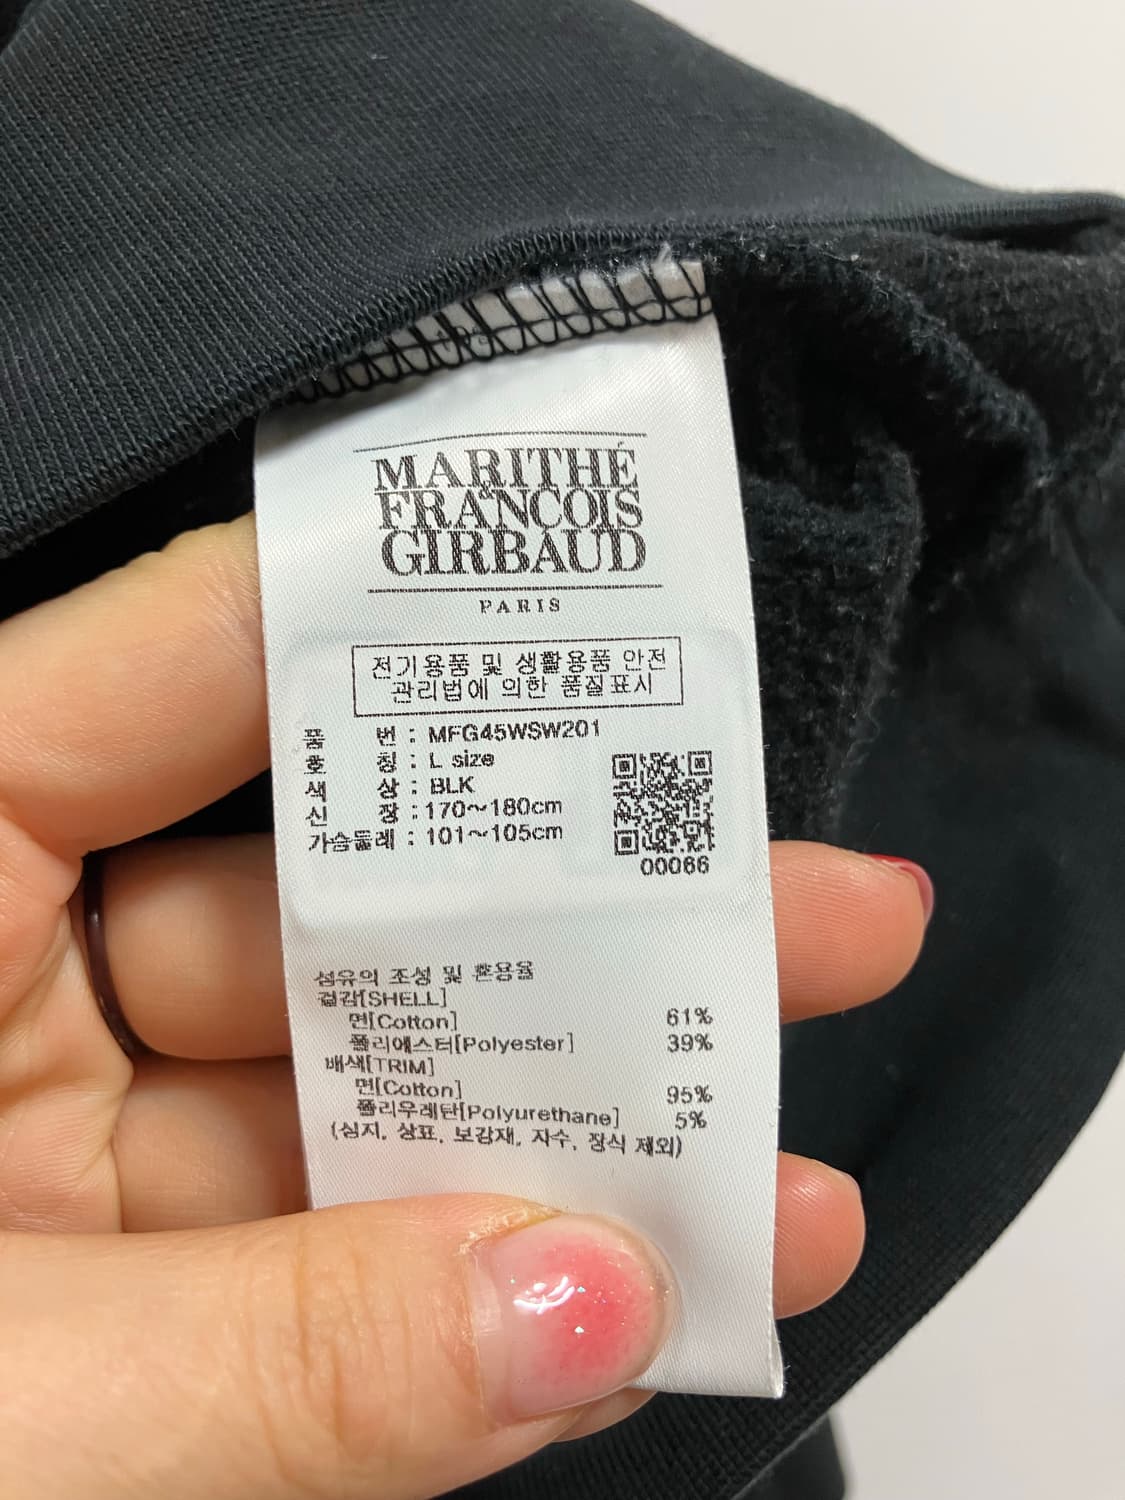 MARITHÉ
&
FRANCOIS
GIRBAUD
PARIS
전기용품 및 생활용품 안전
관리법에 의한 품질표시
품 번 : MFG45WSW201
호 칭 : L size
색 상 : BLK
신 장 : 170~180cm
가슴둘레 : 101~105cm
00066
섬유의 조성 및 혼용율
겉감[SHELL]
면[Cotton] 61%
폴리에스터[Polyester] 39%
배색[TRIM]
면[Cotton] 95%
폴리우레탄[Polyurethane] 5%
(심지, 상표, 보강재, 자수, 장식 제외)